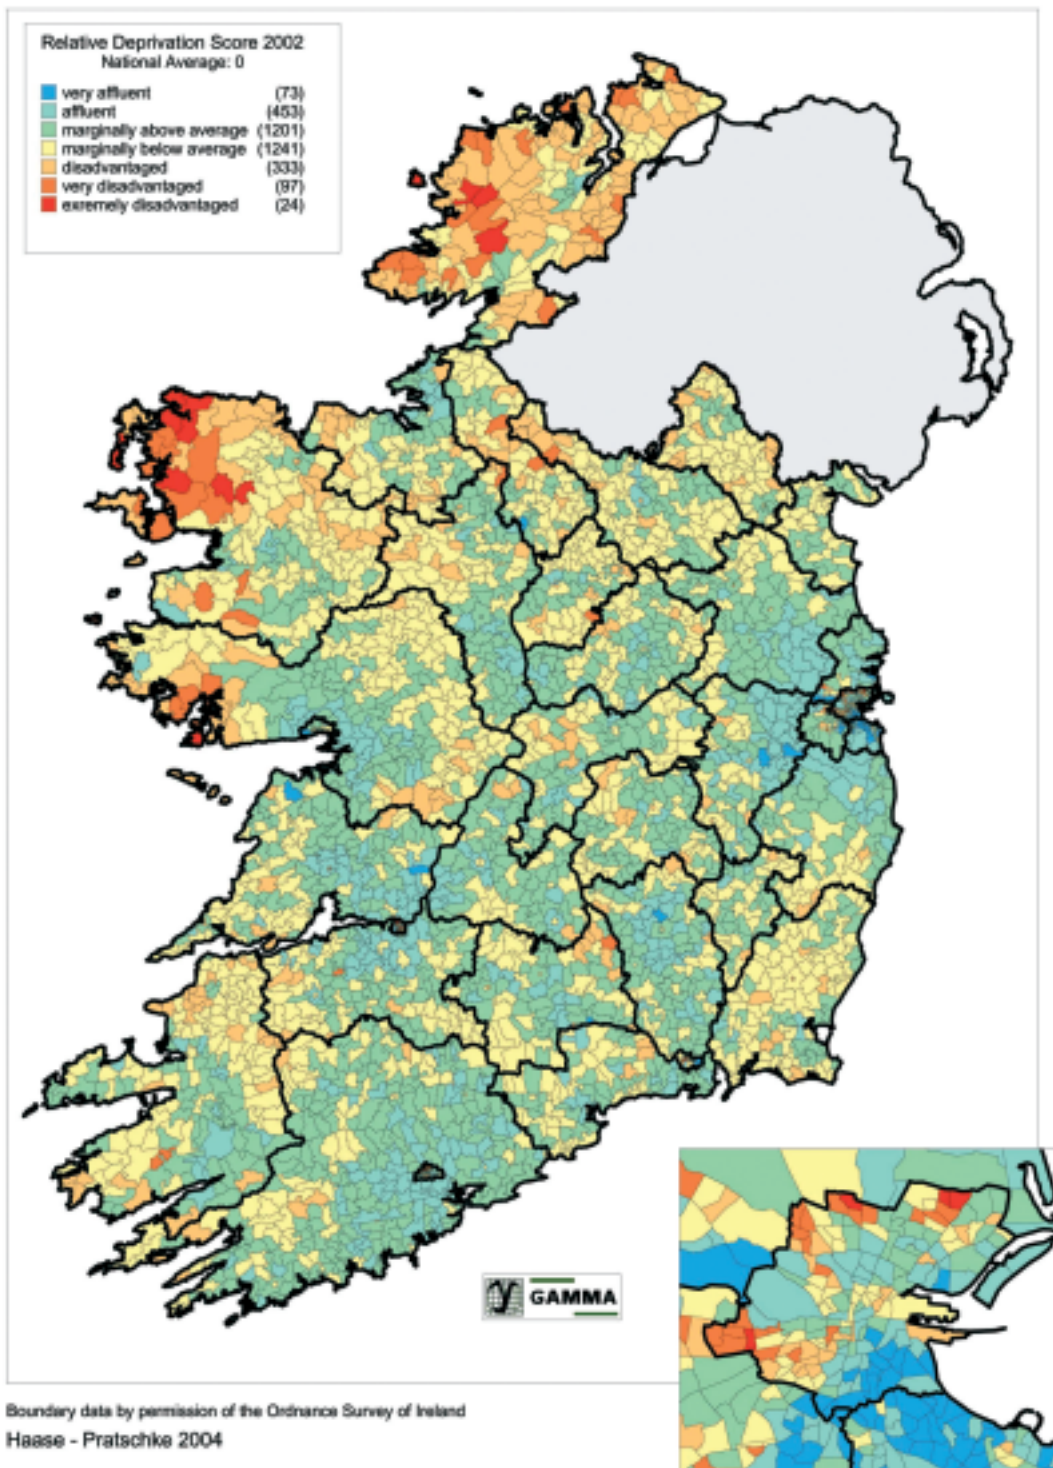 Relative Deprivation Score 2002
National Average: 0
very affluent (73)
affluent (453)
marginally above average (1201)
marginally below average (1241)
disadvantaged (333)
very disadvantaged (97)
exremely disadvantaged (24)
GAMMA
Boundary data by permission of the Ordnance Survey of Ireland
Haase - Pratschke 2004